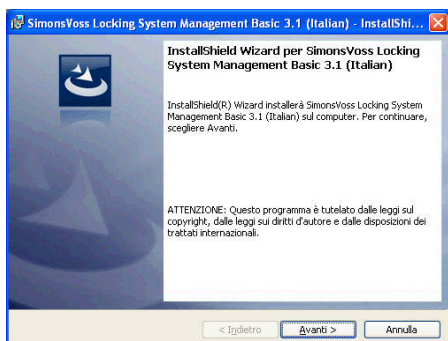 SimonsVoss Locking System Management Basic 3.1 (Italian) - InstallShi...
InstallShield Wizard per SimonsVoss Locking
System Management Basic 3.1 (Italian)
InstallShield(R) Wizard installerà SimonsVoss Locking System
Management Basic 3.1 (Italian) sul computer. Per continuare,
scegliere Avanti.
ATTENZIONE: Questo programma è tutelato dalle leggi sul
copyright, dalle leggi sui diritti d'autore e dalle disposizioni dei
trattati internazionali.
< Indietro
Avanti >
Annulla